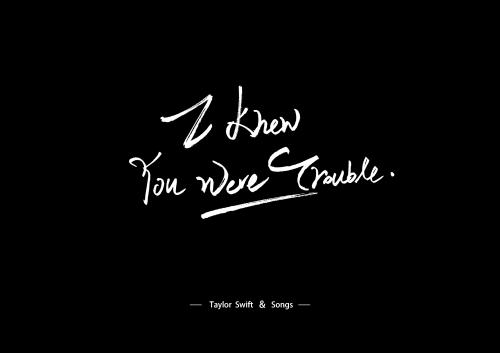 I Knew
You Were Trouble.
— Taylor Swift & Songs —